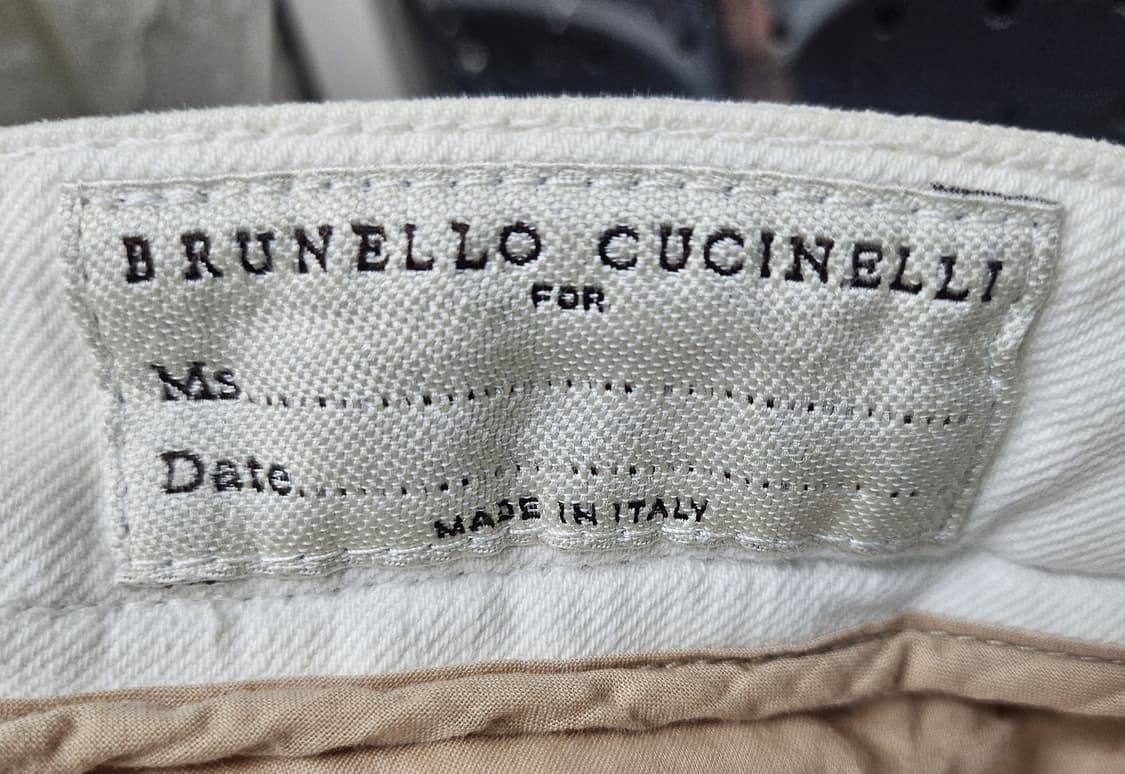 BRUNELLO CUCINELLI
FOR
Ms....................................
Date....................................
MADE IN ITALY